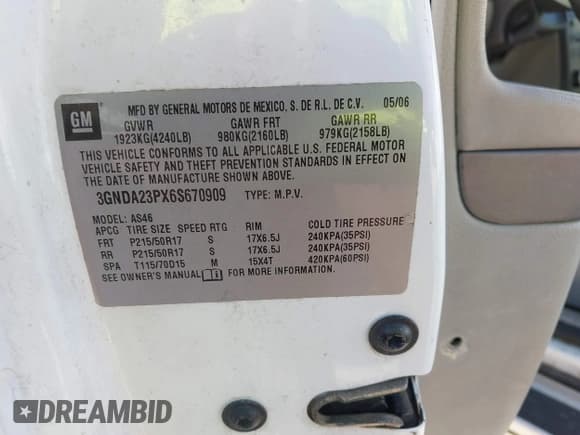 GM
MFD BY GENERAL MOTORS DE MEXICO, S. DE R.L. DE C.V. 05/06
GVWR GAWR FRT GAWR RR
1923KG(4240LB) 980KG(2160LB) 979KG(2158LB)
THIS VEHICLE CONFORMS TO ALL APPLICABLE U.S. FEDERAL MOTOR
VEHICLE SAFETY AND THEFT PREVENTION STANDARDS IN EFFECT ON
THE DATE OF MANUFACTURE SHOWN ABOVE.
3GNDA23PX6S670909 TYPE: M.P.V.
MODEL: AS46
APCG TIRE SIZE SPEED RTG RIM COLD TIRE PRESSURE
FRT P215/50R17 S 17X6.5J 240KPA(35PSI)
RR P215/50R17 S 17X6.5J 240KPA(35PSI)
SPA T115/70D15 M 15X4T 420KPA(60PSI)
SEE OWNER'S MANUAL FOR MORE INFORMATION.
DREAMBID